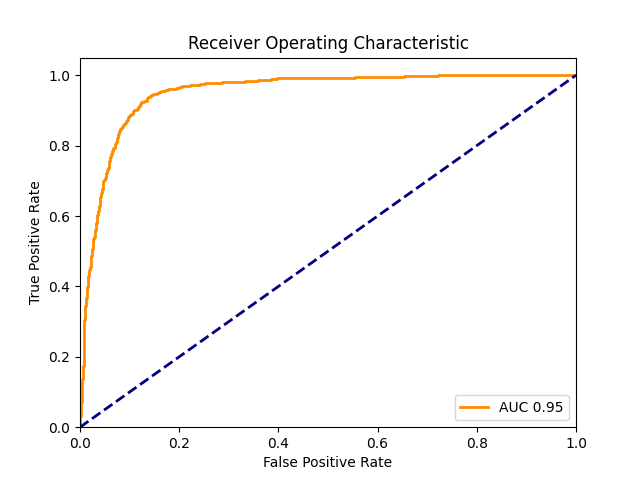 Receiver Operating Characteristic
True Positive Rate
1.0
0.8
0.6
0.4
0.2
0.0
AUC 0.95
0.0 0.2 0.4 0.6 0.8 1.0
False Positive Rate